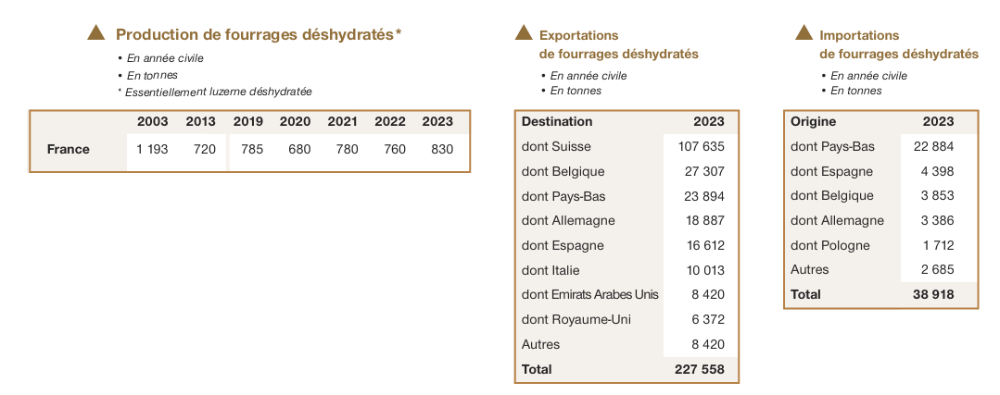 Production de fourrages déshydratés*
• En année civile
• En tonnes
* Essentiellement luzerne déshydratée
2003 2013 2019 2020 2021 2022 2023
France 1 193 720 785 680 780 760 830
Exportations
de fourrages déshydratés
• En année civile
• En tonnes
Destination 2023
dont Suisse 107 635
dont Belgique 27 307
dont Pays-Bas 23 894
dont Allemagne 18 887
dont Espagne 16 612
dont Italie 10 013
dont Emirats Arabes Unis 8 420
dont Royaume-Uni 6 372
Autres 8 420
Total 227 558
Importations
de fourrages déshydratés
• En année civile
• En tonnes
Origine 2023
dont Pays-Bas 22 884
dont Espagne 4 398
dont Belgique 3 853
dont Allemagne 3 386
dont Pologne 1 712
Autres 2 685
Total 38 918